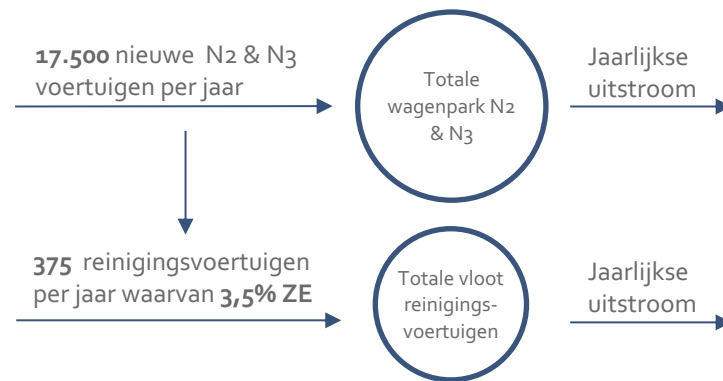 17.500 nieuwe N2 & N3
voertuigen per jaar
Totale
wagenpark N2
& N3
Jaarlijkse
uitstroom
375 reinigingsvoertuigen
per jaar waarvan 3,5% ZE
Totale vloot
reinigings-
voertuigen
Jaarlijkse
uitstroom